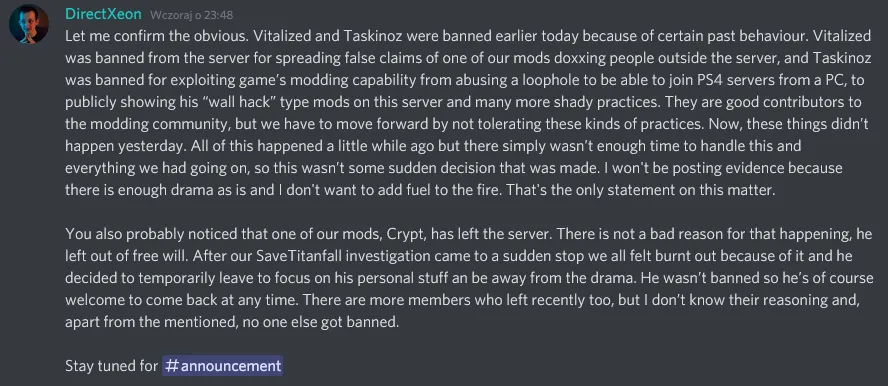 DirectXeon Wczoraj o 23:48
Let me confirm the obvious. Vitalized and Taskinoz were banned earlier today because of certain past behaviour. Vitalized
was banned from the server for spreading false claims of one of our mods doxxing people outside the server, and Taskinoz
was banned for exploiting game's modding capability from abusing a loophole to be able to join PS4 servers from a PC, to
publicly showing his “wall hack” type mods on this server and many more shady practices. They are good contributors to
the modding community, but we have to move forward by not tolerating these kinds of practices. Now, these things didn't
happen yesterday. All of this happened a little while ago but there simply wasn't enough time to handle this and
everything we had going on, so this wasn't some sudden decision that was made. I won't be posting evidence because
there is enough drama as is and I don't want to add fuel to the fire. That's the only statement on this matter.
You also probably noticed that one of our mods, Crypt, has left the server. There is not a bad reason for that happening, he
left out of free will. After our SaveTitanfall investigation came to a sudden stop we all felt burnt out because of it and he
decided to temporarily leave to focus on his personal stuff an be away from the drama. He wasn't banned so he's of course
welcome to come back at any time. There are more members who left recently too, but I don't know their reasoning and,
apart from the mentioned, no one else got banned.
Stay tuned for #announcement